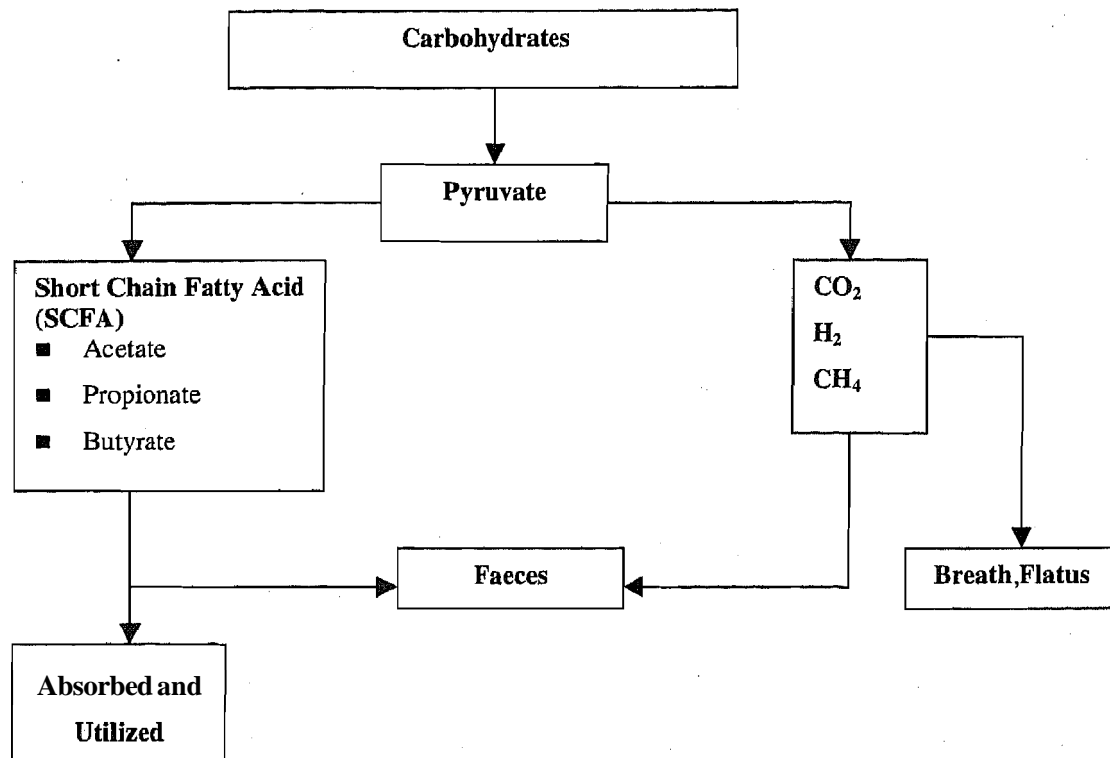 Carbohydrates
Pyruvate
Short Chain Fatty Acid
(SCFA)
■ Acetate
■ Propionate
■ Butyrate
CO₂
H₂
CH₄
Faeces
Breath,Flatus
Absorbed and
Utilized